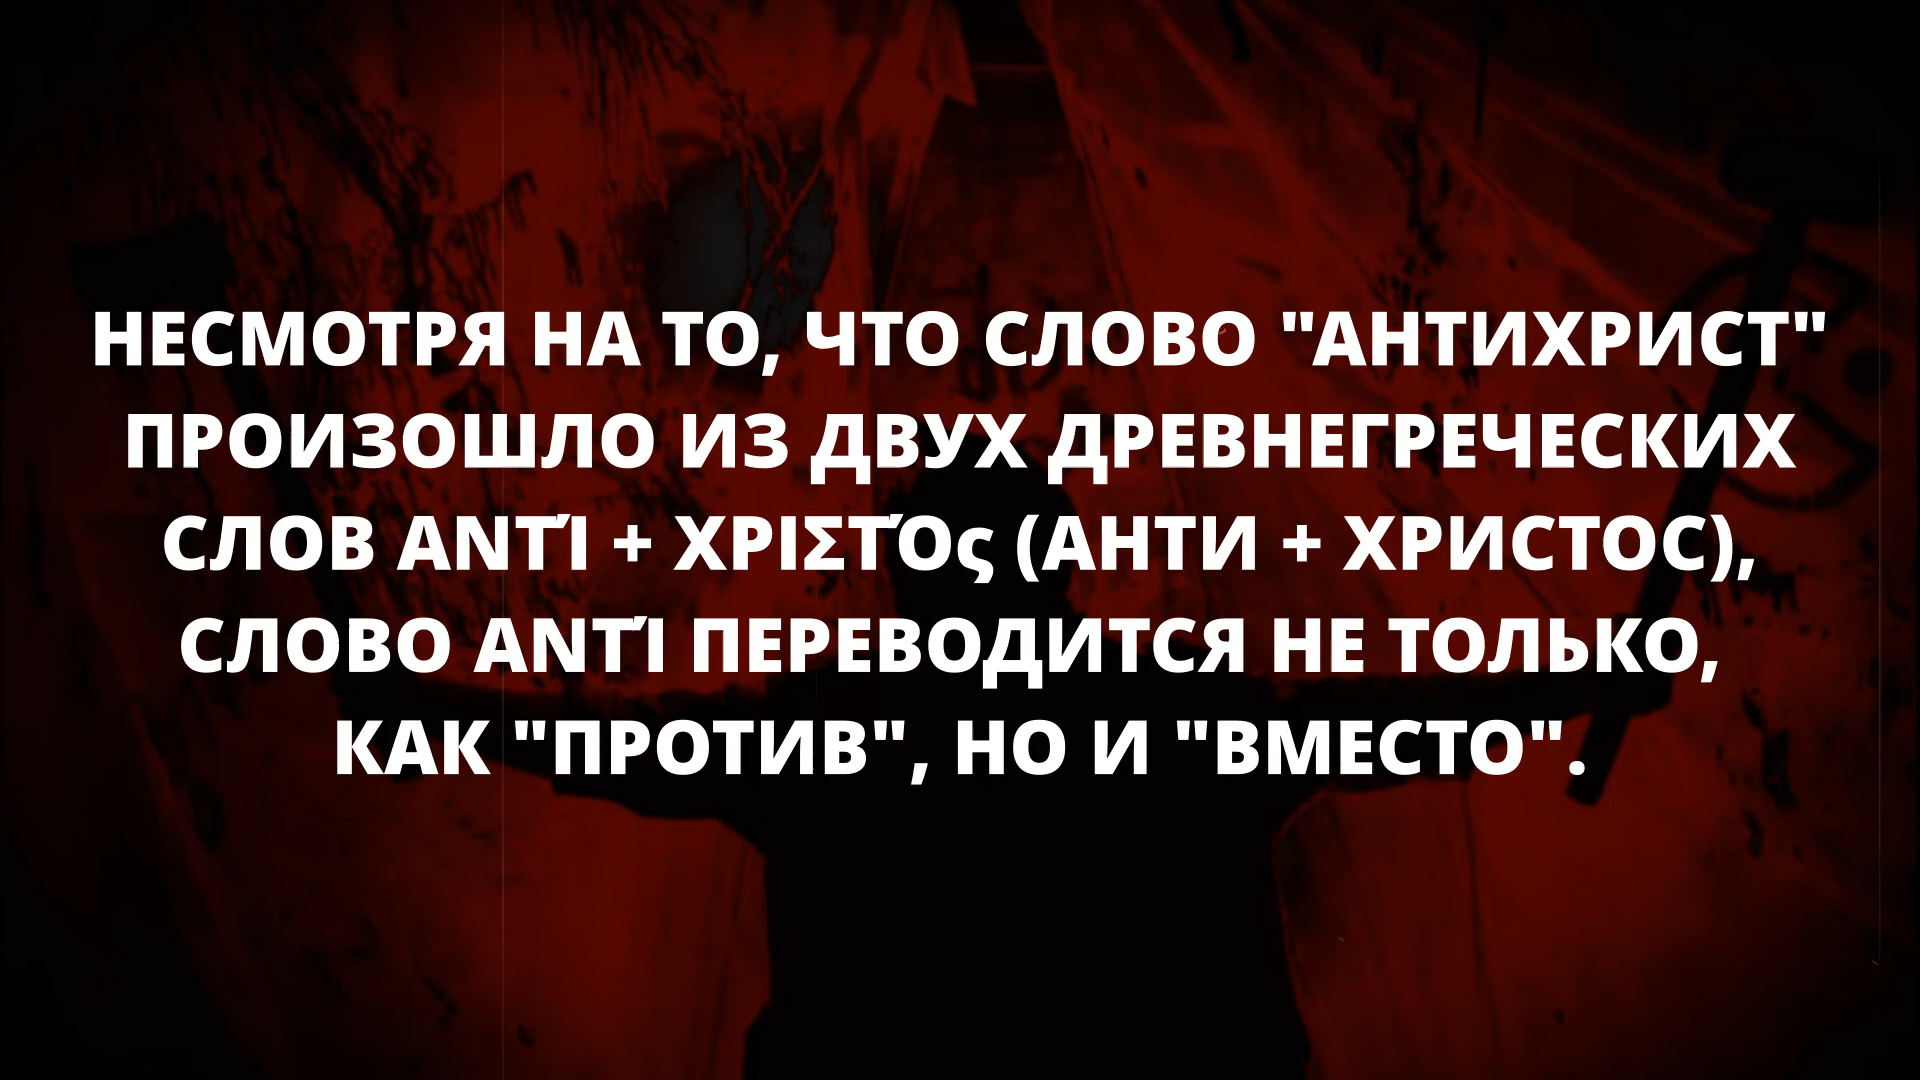 НЕСМОТРЯ НА ТО, ЧТО СЛОВО "АНТИХРИСТ"
ПРОИЗОШЛО ИЗ ДВУХ ДРЕВНЕГРЕЧЕСКИХ
СЛОВ ΑΝΤΊ + ΧΡΙΣΤΌς (АНТИ + ХРИСТОС),
СЛОВО ΑΝΤΊ ПЕРЕВОДИТСЯ НЕ ТОЛЬКО,
КАК "ПРОТИВ", НО И "ВМЕСТО".